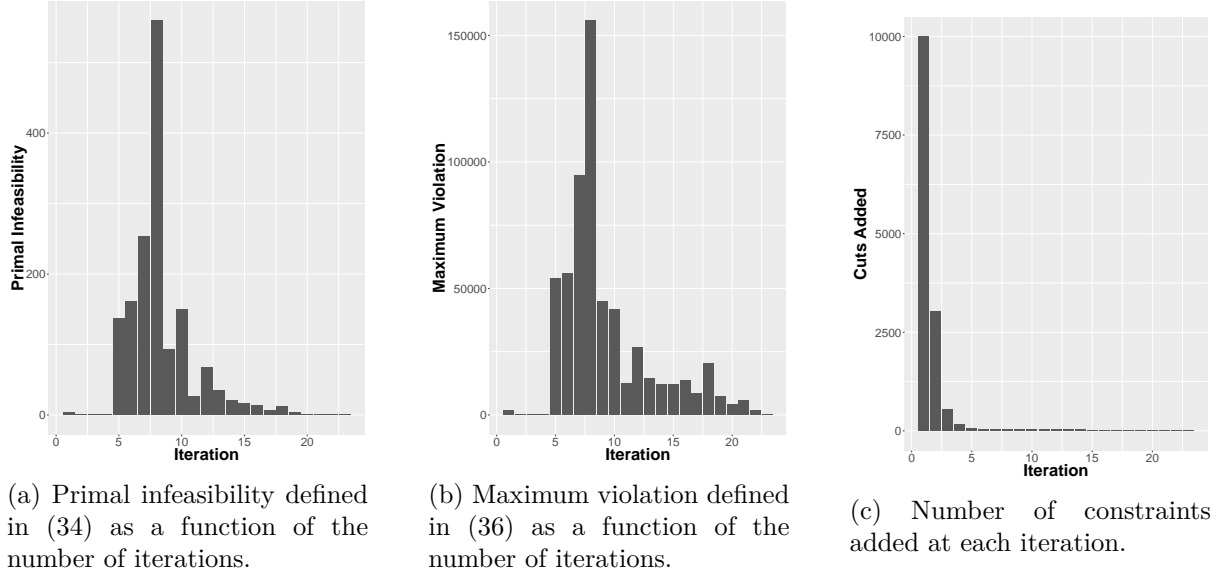 Primal Infeasibility
400
200
0
0 5 10 15 20
Iteration
(a) Primal infeasibility defined
in (34) as a function of the
number of iterations.
Maximum Violation
150000
100000
50000
0
0 5 10 15 20
Iteration
(b) Maximum violation defined
in (36) as a function of the
number of iterations.
Cuts Added
10000
7500
5000
2500
0
0 5 10 15 20
Iteration
(c) Number of constraints
added at each iteration.